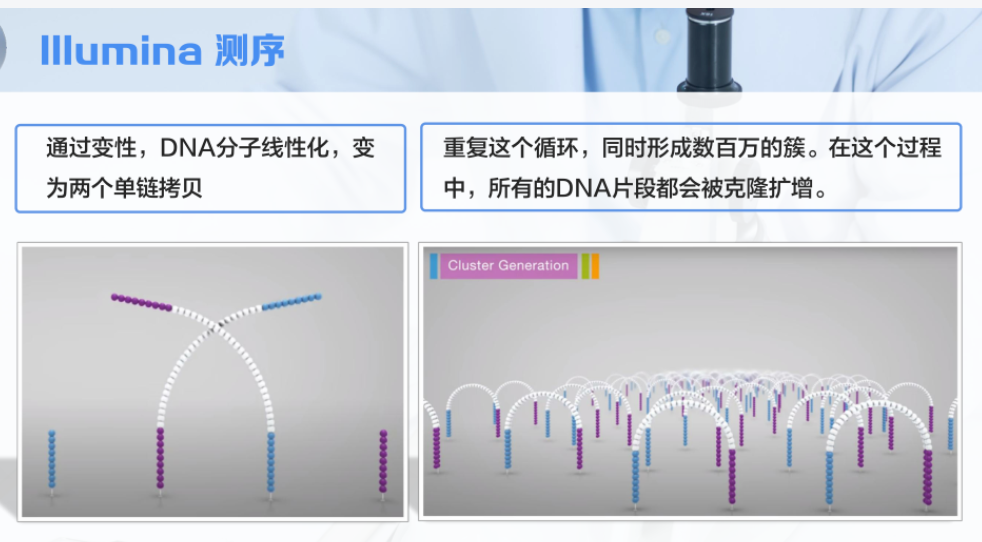 Illumina 测序
通过变性，DNA分子线性化，变
为两个单链拷贝
重复这个循环，同时形成数百万的簇。在这个过程
中，所有的DNA片段都会被克隆扩增。
Cluster Generation